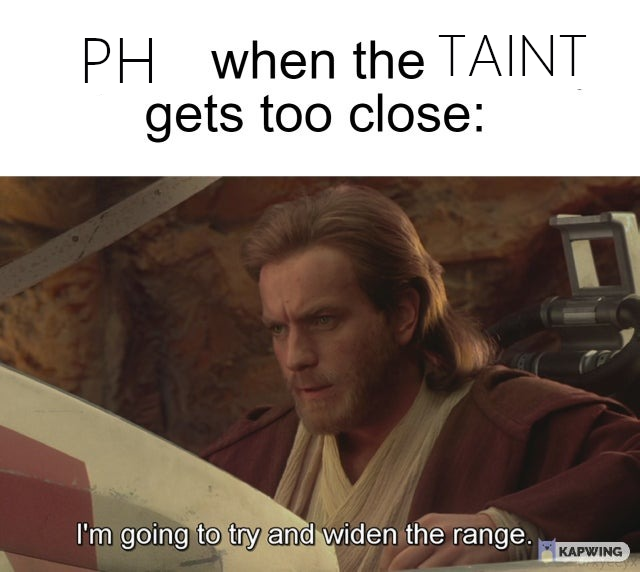 PH when the TAINT
gets too close:
I'm going to try and widen the range.
KAPWING